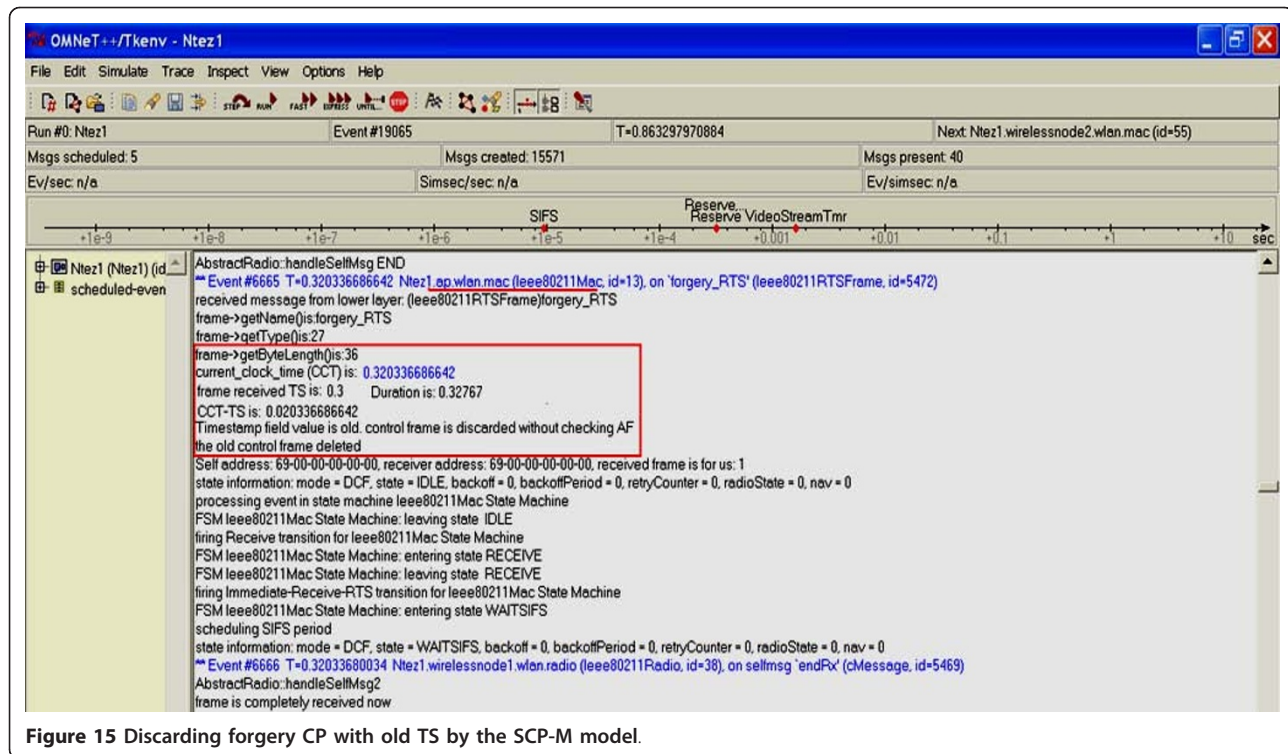 OMNeT++/Tkenv - Ntez1
File Edit Simulate Trace Inspect View Options Help
STEP RUN FAST EXPRESS UNTIL... STOP
Run #0: Ntez1 Event #19065 T=0.863297970884 Next: Ntez1.wirelessnode2.wlan.mac (id=55)
Msgs scheduled: 5 Msgs created: 15571 Msgs present: 40
Ev/sec: n/a Simsec/sec: n/a Ev/simsec: n/a
Reserve...
SIFS Reserve VideoStreamTmr
+1e-9 +1e-8 +1e-7 +1e-6 +1e-5 +1e-4 +0.001 +0.01 +0.1 +1 +10 sec
Ntez1 (Ntez1) (id
scheduled-even
AbstractRadio::handleSelfMsg END
** Event #6665 T=0.320336686642 Ntez1.ap.wlan.mac (Ieee80211Mac, id=13), on `forgery_RTS' (Ieee80211RTSFrame, id=5472)
received message from lower layer: (Ieee80211RTSFrame)forgery_RTS
frame->getName()is:forgery_RTS
frame->getType()is:27
frame->getByteLength()is:36
current_clock_time (CCT) is: 0.320336686642
frame received TS is: 0.3 Duration is: 0.32767
CCT-TS is: 0.020336686642
Timestamp field value is old. control frame is discarded without checking AF
the old control frame deleted
Self address: 69-00-00-00-00-00, receiver address: 69-00-00-00-00-00, received frame is for us: 1
state information: mode = DCF, state = IDLE, backoff = 0, backoffPeriod = 0, retryCounter = 0, radioState = 0, nav = 0
processing event in state machine Ieee80211Mac State Machine
FSM Ieee80211Mac State Machine: leaving state IDLE
firing Receive transition for Ieee80211Mac State Machine
FSM Ieee80211Mac State Machine: entering state RECEIVE
FSM Ieee80211Mac State Machine: leaving state RECEIVE
firing Immediate-Receive-RTS transition for Ieee80211Mac State Machine
FSM Ieee80211Mac State Machine: entering state WAITSIFS
scheduling SIFS period
state information: mode = DCF, state = WAITSIFS, backoff = 0, backoffPeriod = 0, retryCounter = 0, radioState = 0, nav = 0
** Event #6666 T=0.32033680034 Ntez1.wirelessnode1.wlan.radio (Ieee80211Radio, id=38), on selfmsg `endRx' (cMessage, id=5469)
AbstractRadio::handleSelfMsg2
frame is completely received now
Figure 15 Discarding forgery CP with old TS by the SCP-M model.